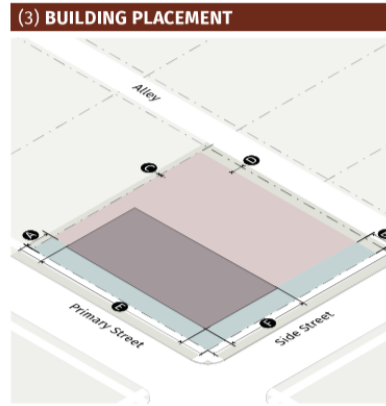 (3) BUILDING PLACEMENT
Alley
C
D
A
B
E
F
Primary Street
Side Street